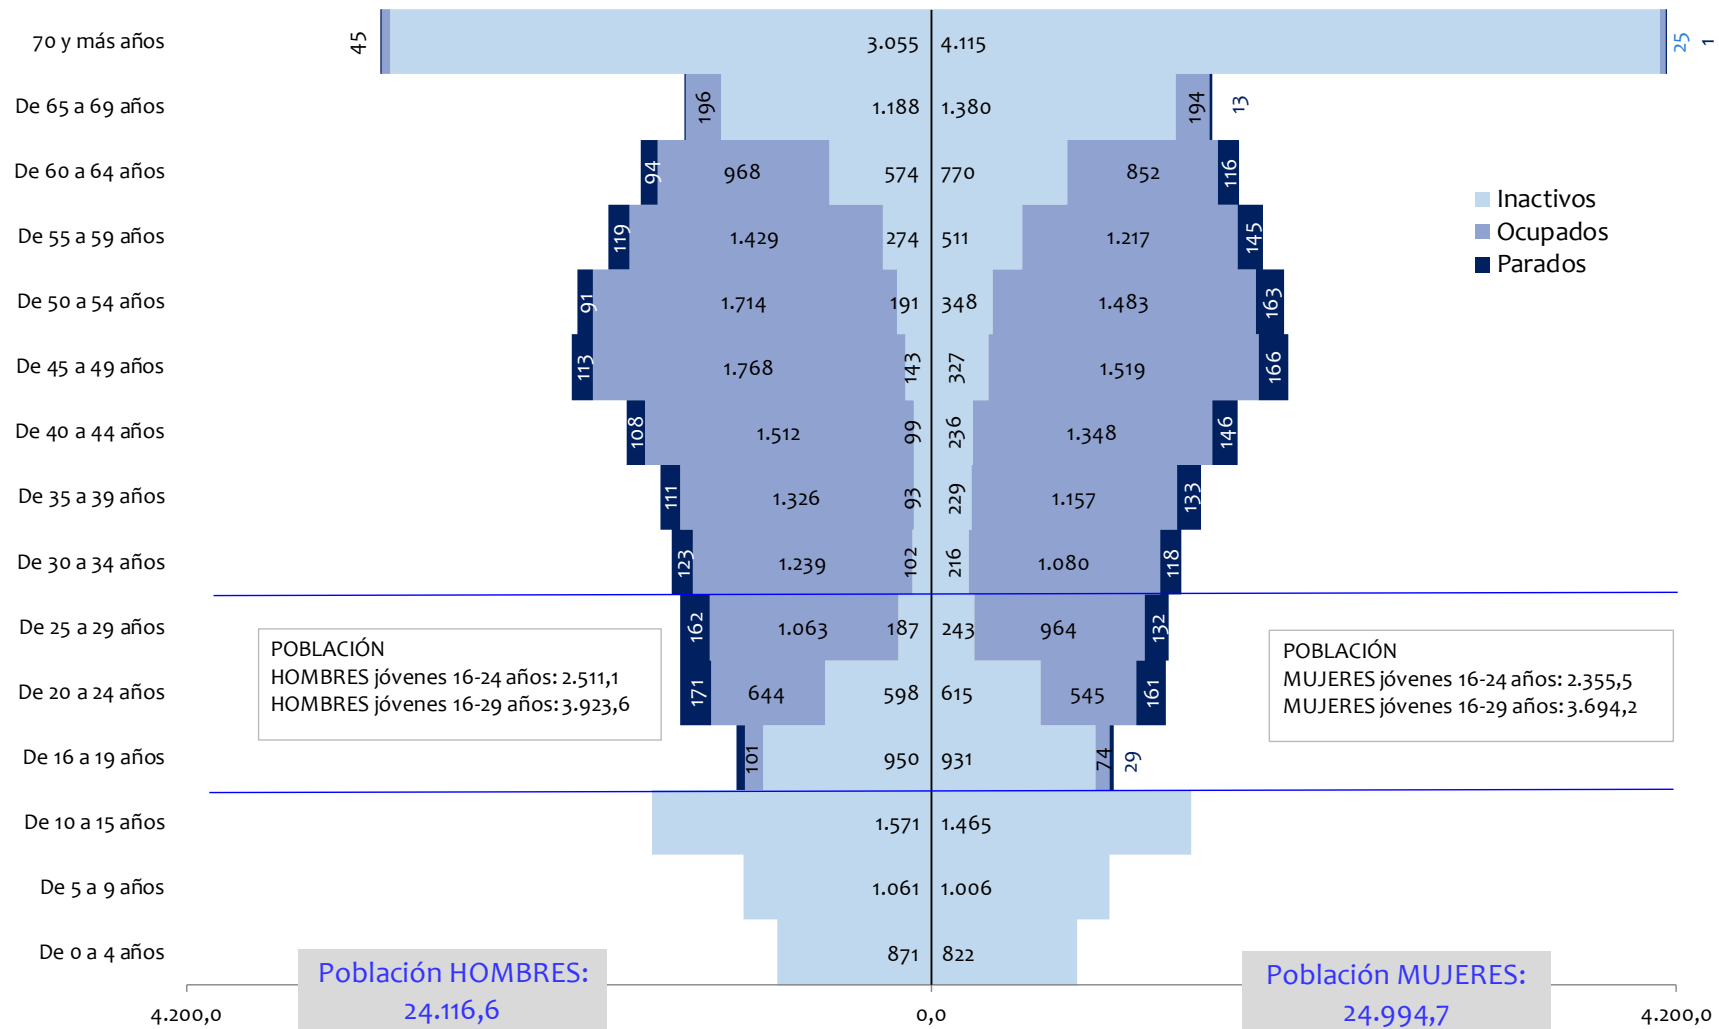 70 y más años 45 3.055 4.115 25 1
De 65 a 69 años 196 1.188 1.380 194 13
De 60 a 64 años 94 968 574 770 852 116
De 55 a 59 años 119 1.429 274 511 1.217 145
De 50 a 54 años 91 1.714 191 348 1.483 163
De 45 a 49 años 113 1.768 143 327 1.519 166
De 40 a 44 años 108 1.512 99 236 1.348 146
De 35 a 39 años 111 1.326 93 229 1.157 133
De 30 a 34 años 123 1.239 102 216 1.080 118
De 25 a 29 años 162 1.063 187 243 964 132
De 20 a 24 años 171 644 598 615 545 161
De 16 a 19 años 101 950 931 74 29
De 10 a 15 años 1.571 1.465
De 5 a 9 años 1.061 1.006
De 0 a 4 años 871 822
Inactivos
Ocupados
Parados
POBLACIÓN
HOMBRES jóvenes 16-24 años: 2.511,1
HOMBRES jóvenes 16-29 años: 3.923,6
POBLACIÓN
MUJERES jóvenes 16-24 años: 2.355,5
MUJERES jóvenes 16-29 años: 3.694,2
Población HOMBRES:
24.116,6
Población MUJERES:
24.994,7
4.200,0 0,0 4.200,0